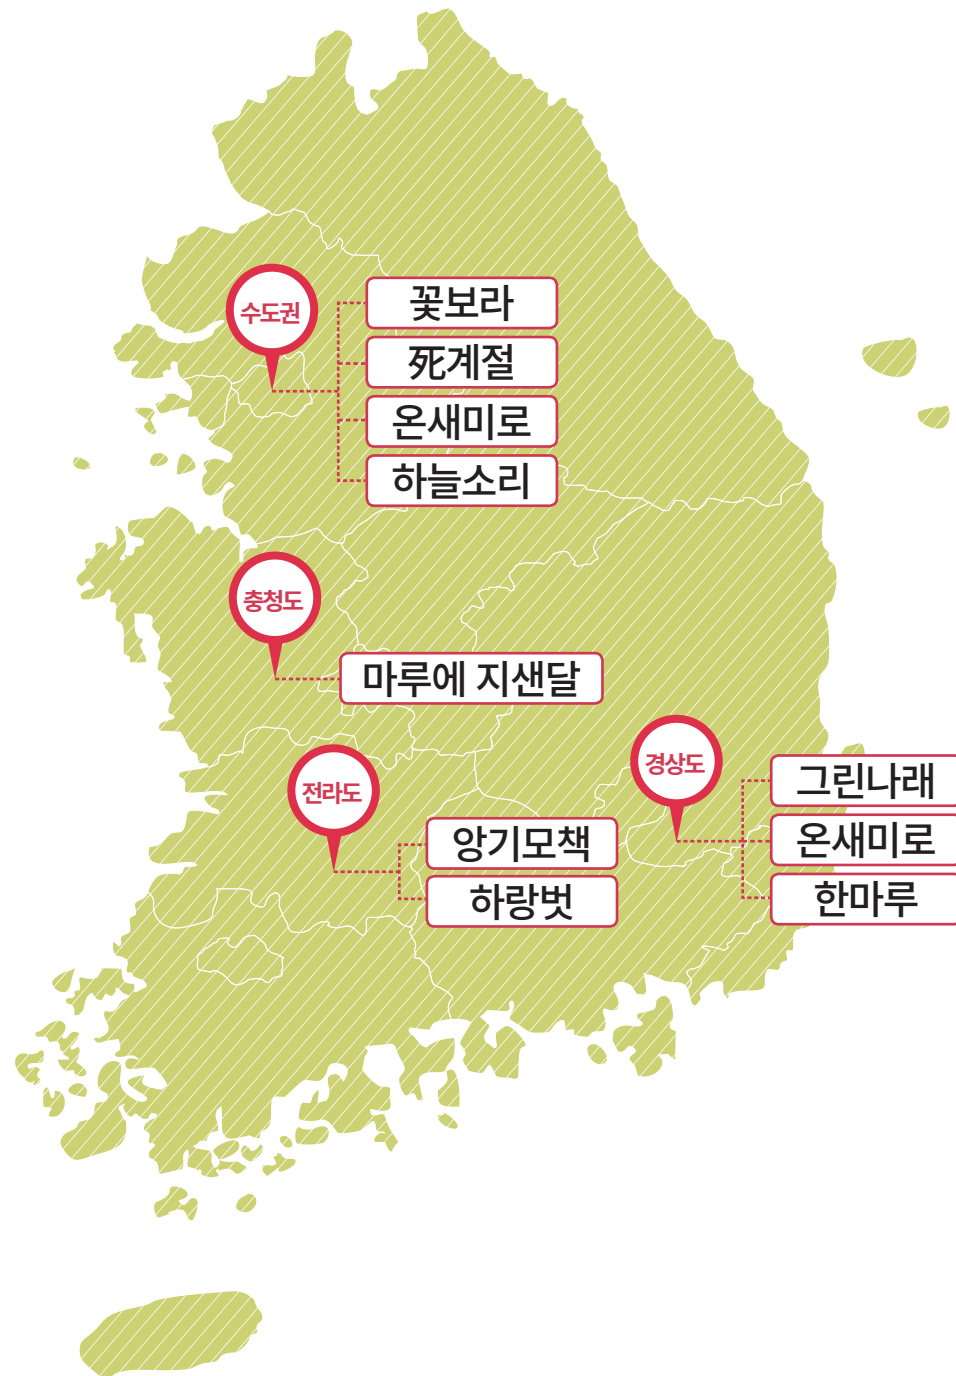 수도권
꽃보라
死계절
온새미로
하늘소리
충청도
마루에 지샌달
전라도
앙기모책
하랑벗
경상도
그린나래
온새미로
한마루